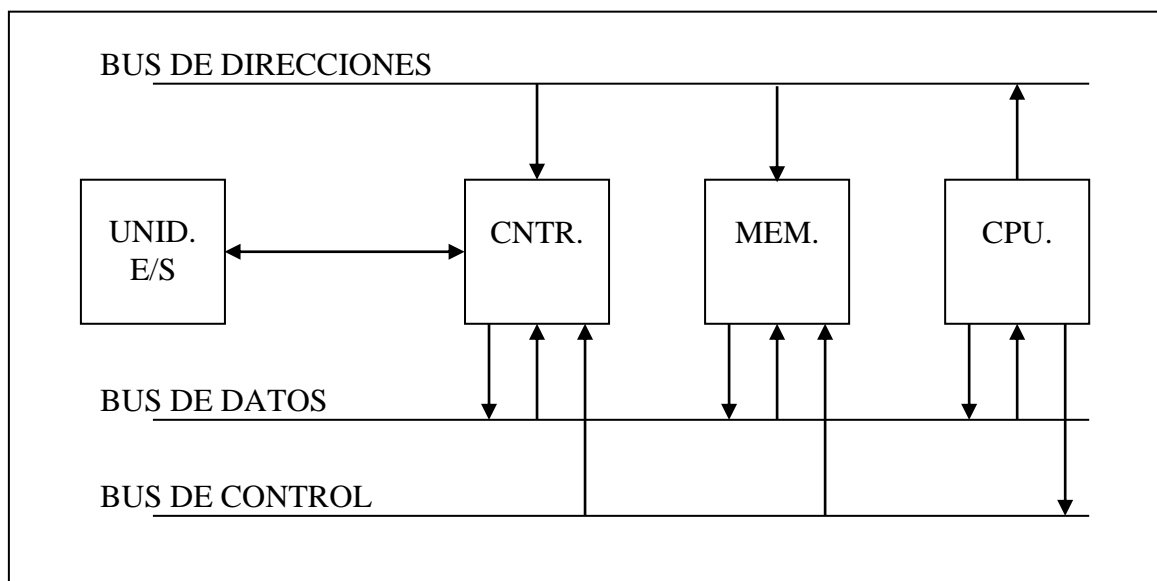 BUS DE DIRECCIONES
UNID.
E/S
CNTR.
MEM.
CPU.
BUS DE DATOS
BUS DE CONTROL